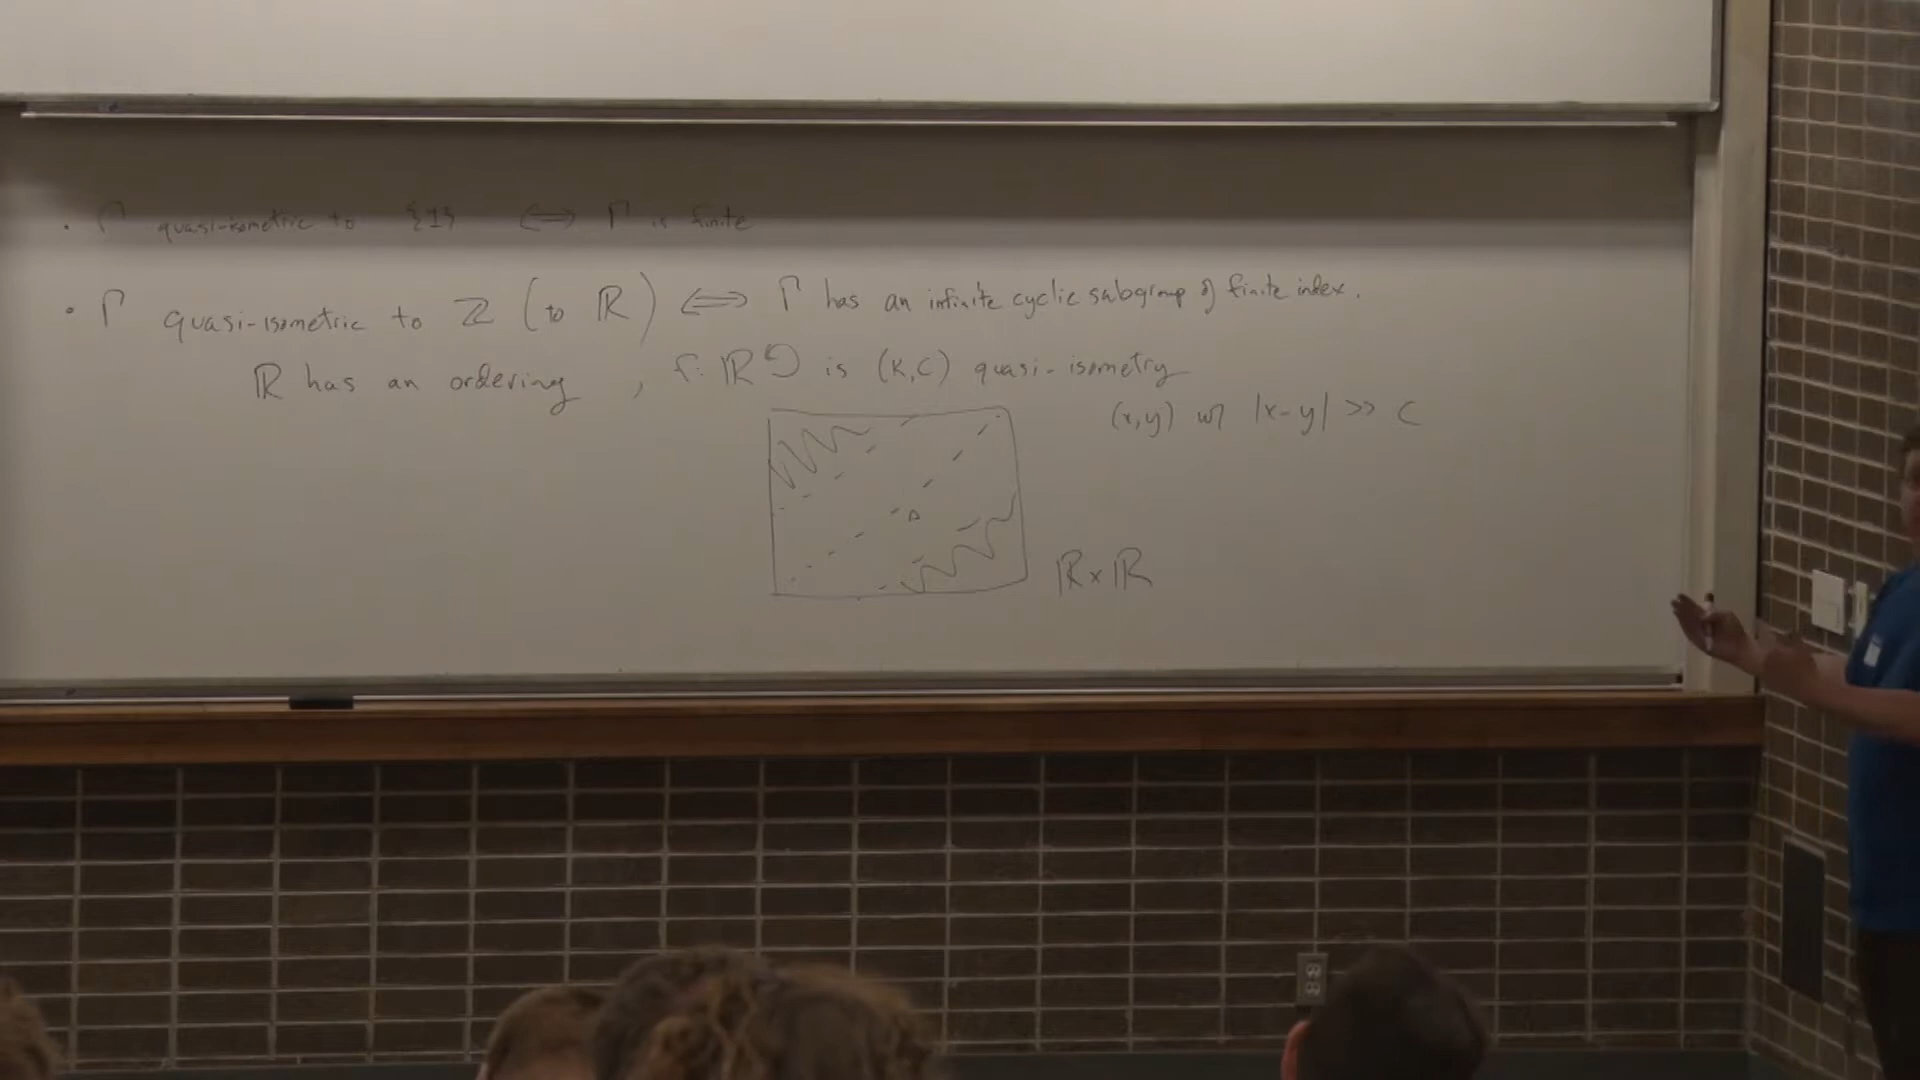 · Γ quasi-isometric to {1} ⟺ Γ is finite
· Γ quasi-isometric to ℤ (to ℝ) ⟺ Γ has an infinite cyclic subgroup of finite index.
ℝ has an ordering, f: ℝ↺ is (K,C) quasi-isometry
(x,y) w/ |x-y| >> C
Δ
ℝ×ℝ